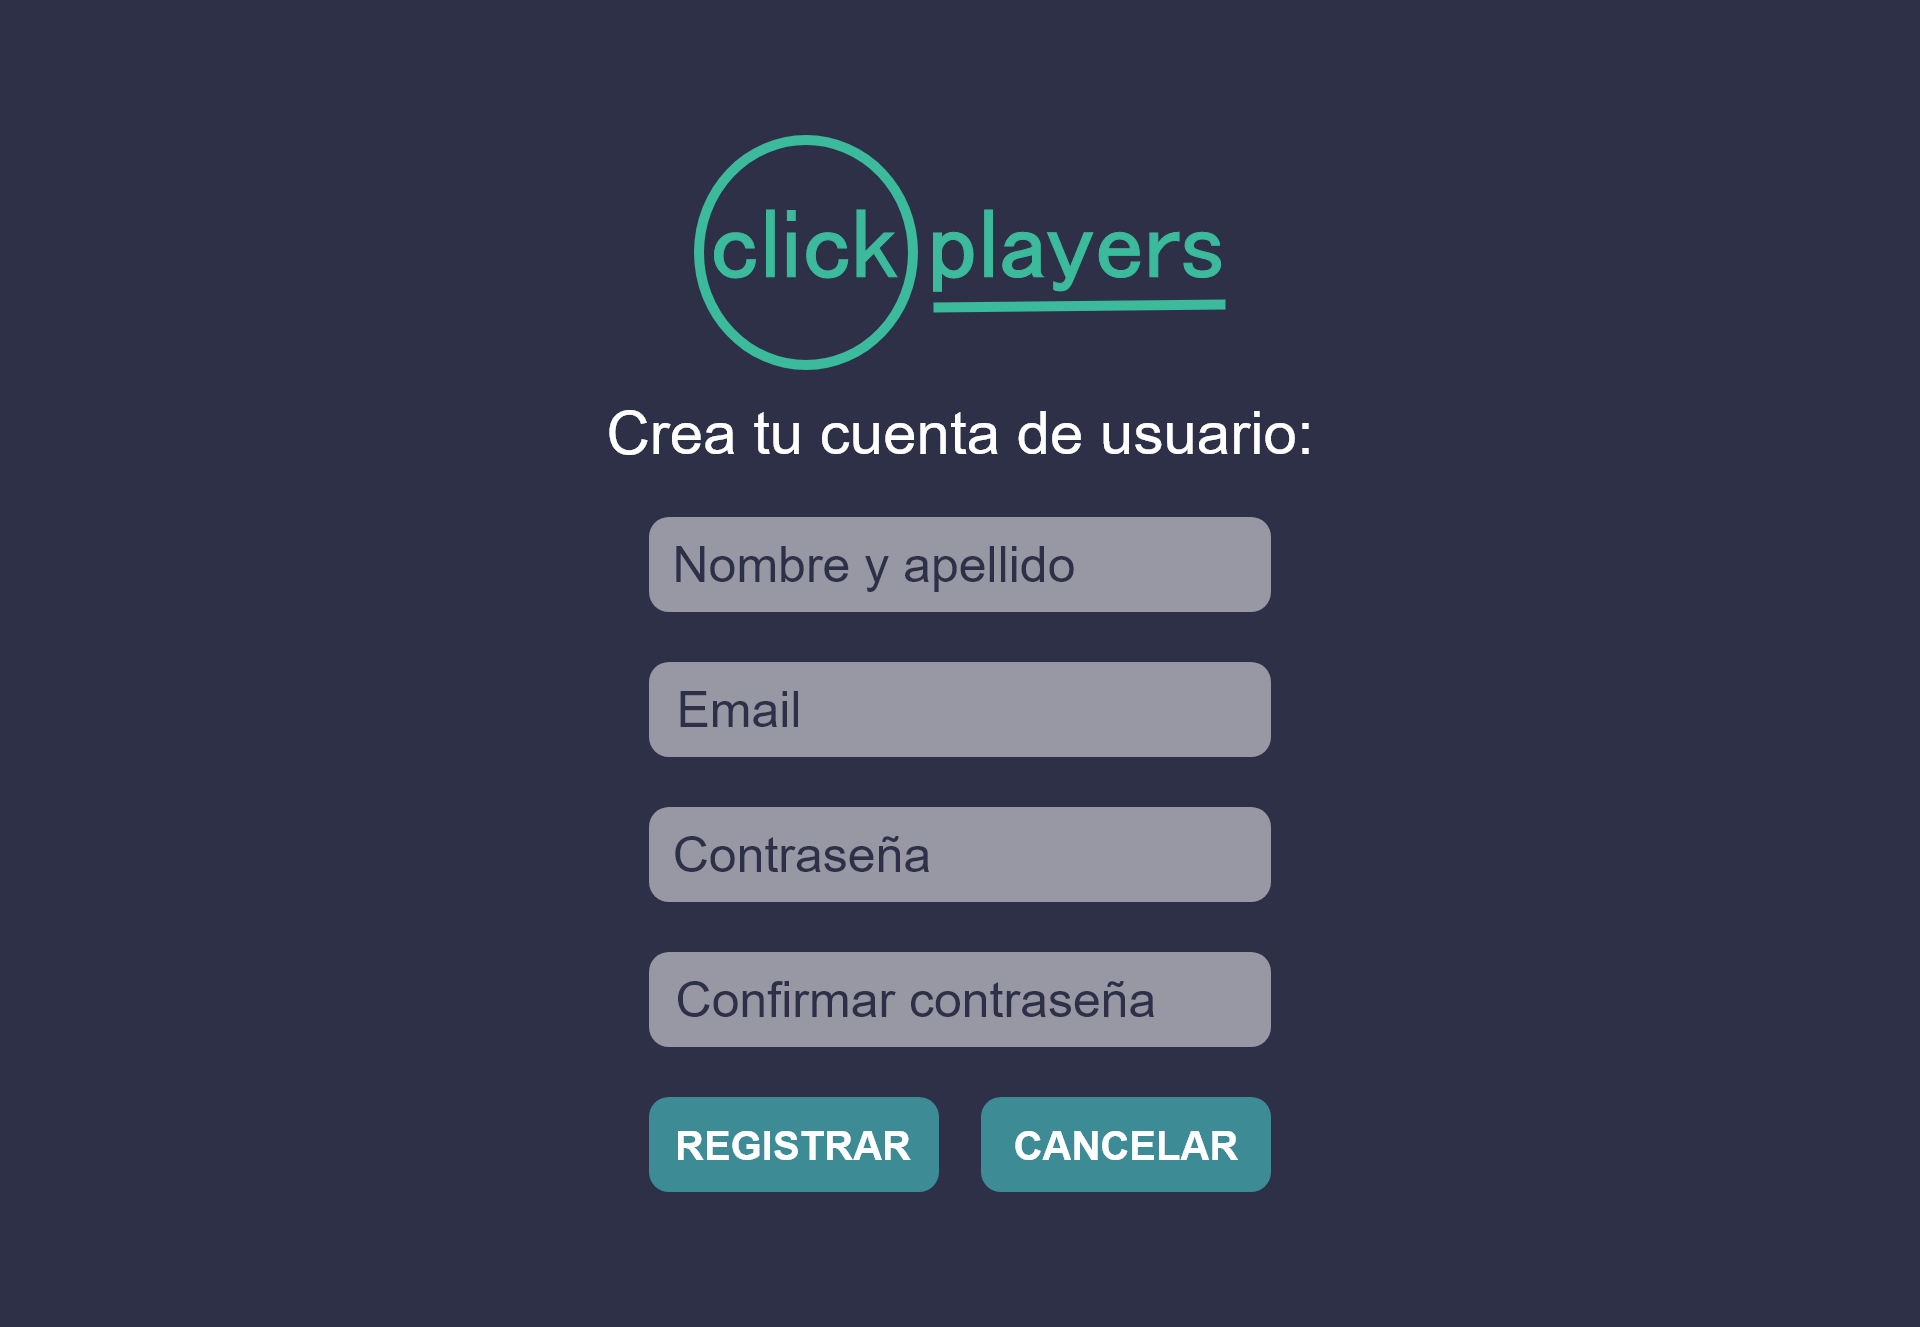 click players
Crea tu cuenta de usuario:
Nombre y apellido
Email
Contraseña
Confirmar contraseña
REGISTRAR CANCELAR